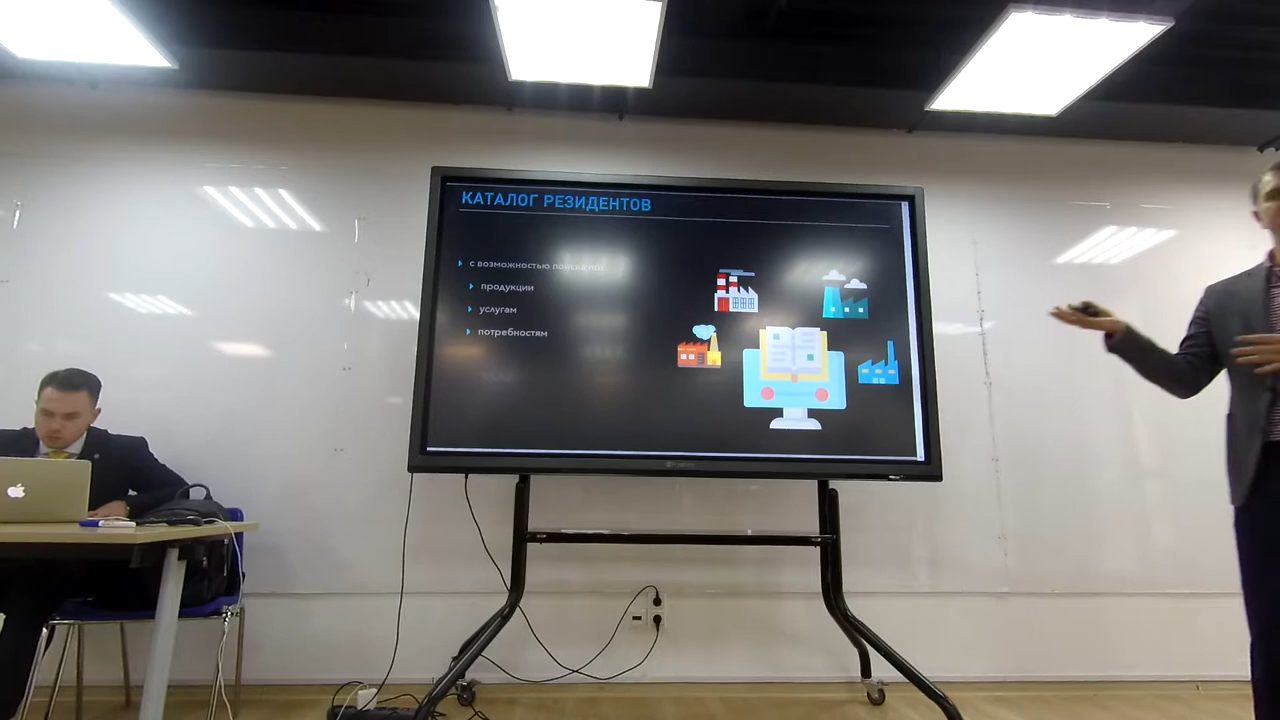 КАТАЛОГ РЕЗИДЕНТОВ
с возможностью поиска по:
продукции
услугам
потребностям